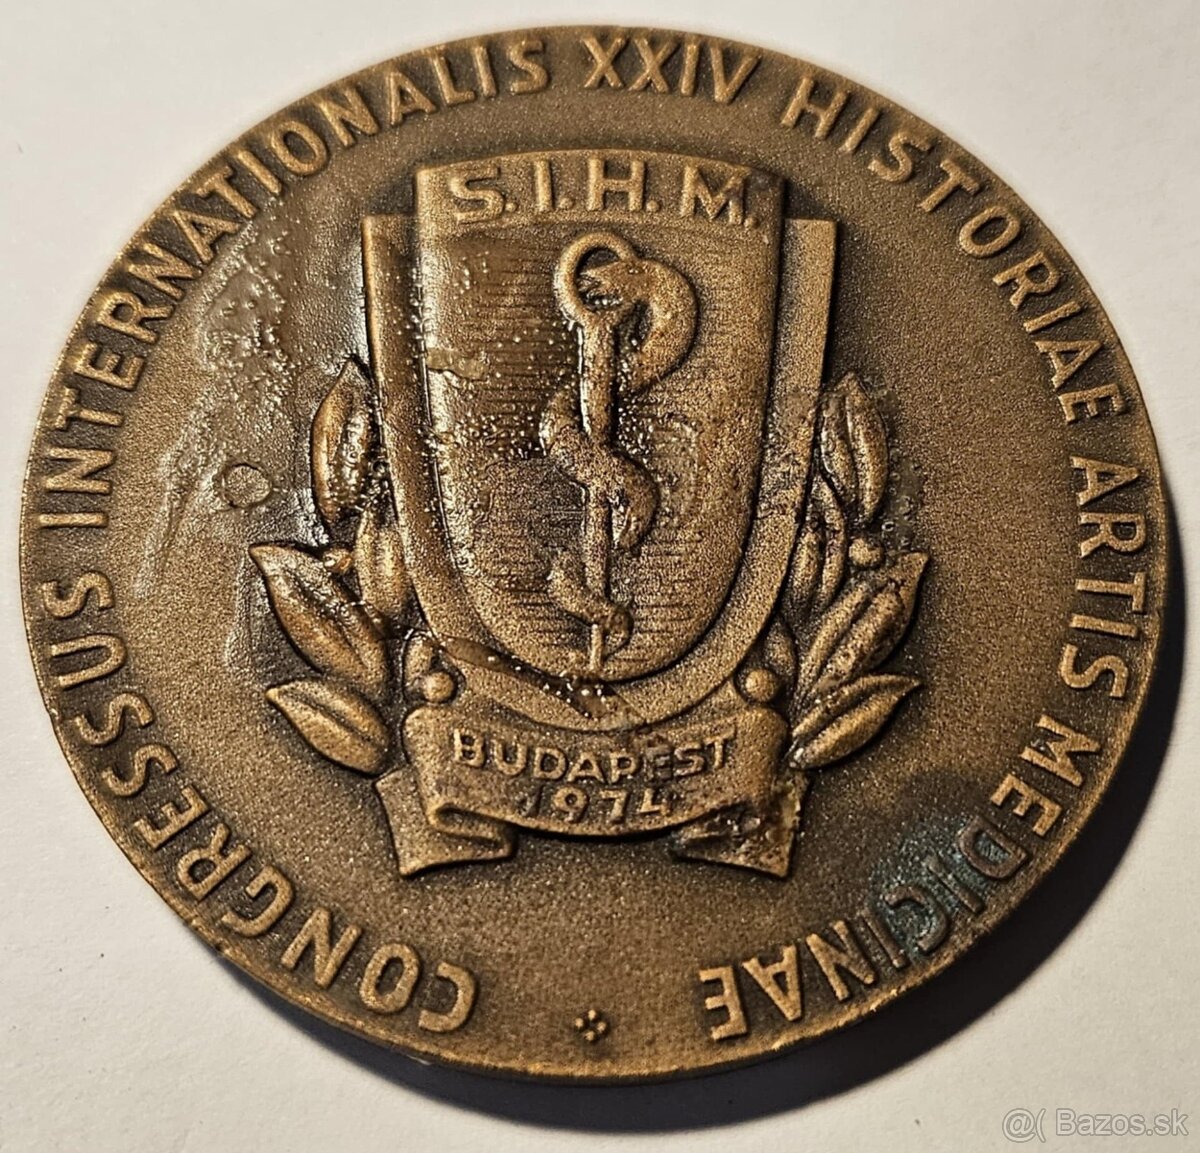 CONGRESSUS INTERNATIONALIS XXIV HISTORIAE ARTIS MEDICINAE
S.I.H.M.
BUDAPEST
1974
@( Bazos.sk